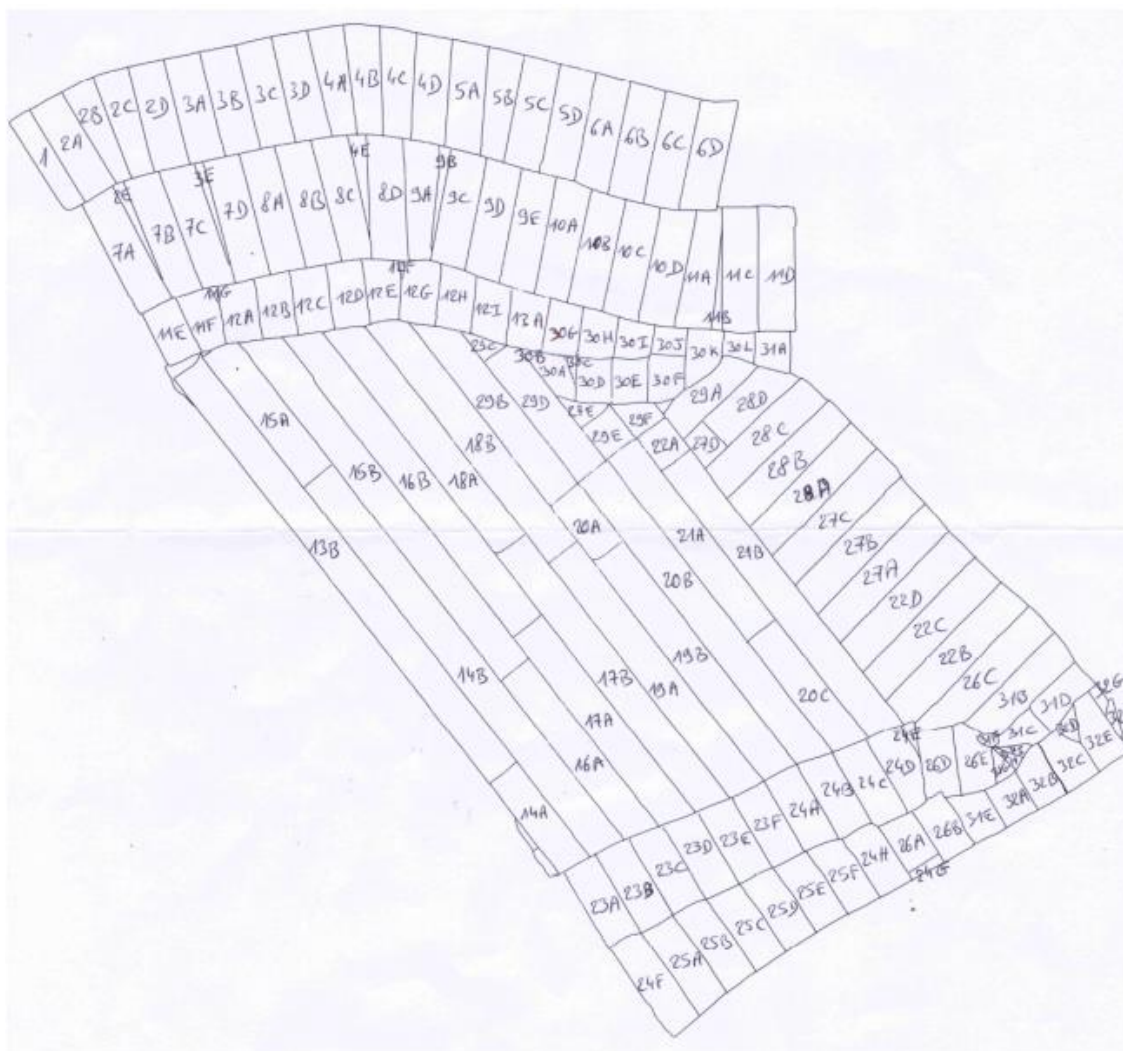 1 2A 2B 2C 2D 3A 3B 3C 3D 4A 4B 4C 4D 5A 5B 5C 5D 6A 6B 6C 6D
8E 3E 4E 9B
7A 7B 7C 7D 8A 8B 8C 8D 9A 9C 9D 9E 10A 10B 10C 10D 11A 11C 11D
11B
11G 12F
11E 11F 12A 12B 12C 12D 12E 12G 12H 12I 13A 30G 30H 30I 30J 30K 30L 31A
30B 30A 30D 30E 30F
29B 29D 29E 29F 29A
15A 18B 22A 27D 28D
15B 16B 18A 28C
28B
28A
13B 20A 21A 21B 27C
20B 27B
27A
22D
14B 17B 19B 22C
17A 19A 20C 22B
16A 26C
31B 31D 32G
24E 31C 32D
14A 24A 24B 24C 24D 26D 26E 32E
23A 23B 23C 23D 23E 23F 32C
26A 26B 31E 32A 32B
24F 25A 25B 25C 25D 25E 25F 24H
24G